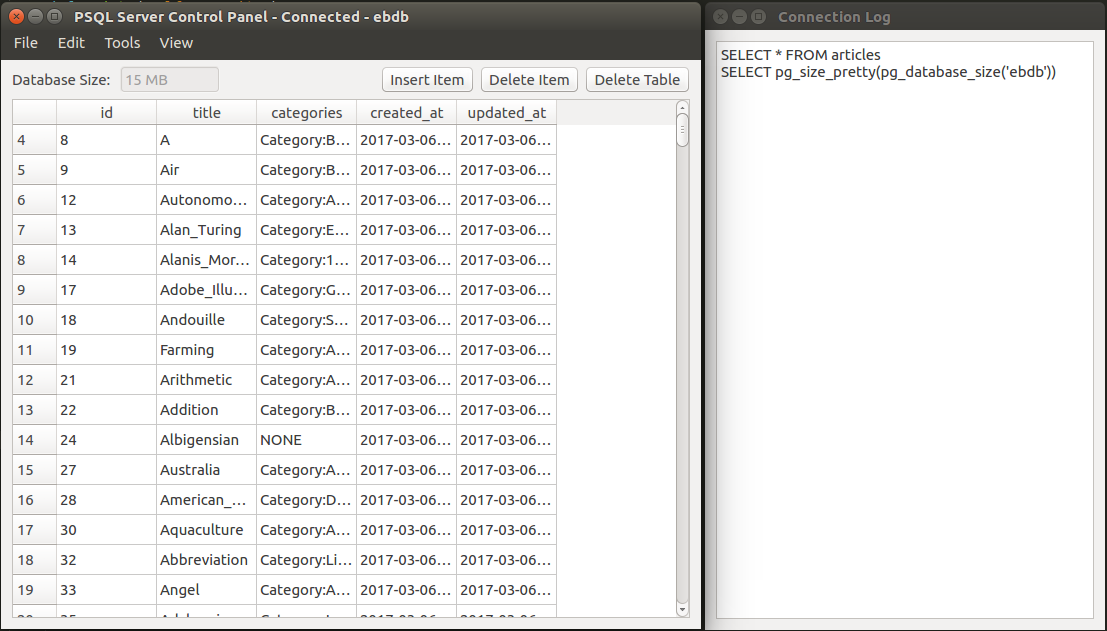 PSQL Server Control Panel - Connected - ebdb
File Edit Tools View
Database Size: 15 MB Insert Item Delete Item Delete Table
id title categories created_at updated_at
4 8 A Category:B... 2017-03-06... 2017-03-06...
5 9 Air Category:B... 2017-03-06... 2017-03-06...
6 12 Autonomo... Category:A... 2017-03-06... 2017-03-06...
7 13 Alan_Turing Category:E... 2017-03-06... 2017-03-06...
8 14 Alanis_Mor... Category:1... 2017-03-06... 2017-03-06...
9 17 Adobe_Illu... Category:G... 2017-03-06... 2017-03-06...
10 18 Andouille Category:S... 2017-03-06... 2017-03-06...
11 19 Farming Category:A... 2017-03-06... 2017-03-06...
12 21 Arithmetic Category:A... 2017-03-06... 2017-03-06...
13 22 Addition Category:B... 2017-03-06... 2017-03-06...
14 24 Albigensian NONE 2017-03-06... 2017-03-06...
15 27 Australia Category:A... 2017-03-06... 2017-03-06...
16 28 American_... Category:D... 2017-03-06... 2017-03-06...
17 30 Aquaculture Category:A... 2017-03-06... 2017-03-06...
18 32 Abbreviation Category:Li... 2017-03-06... 2017-03-06...
19 33 Angel Category:A... 2017-03-06... 2017-03-06...
Connection Log
SELECT * FROM articles
SELECT pg_size_pretty(pg_database_size('ebdb'))